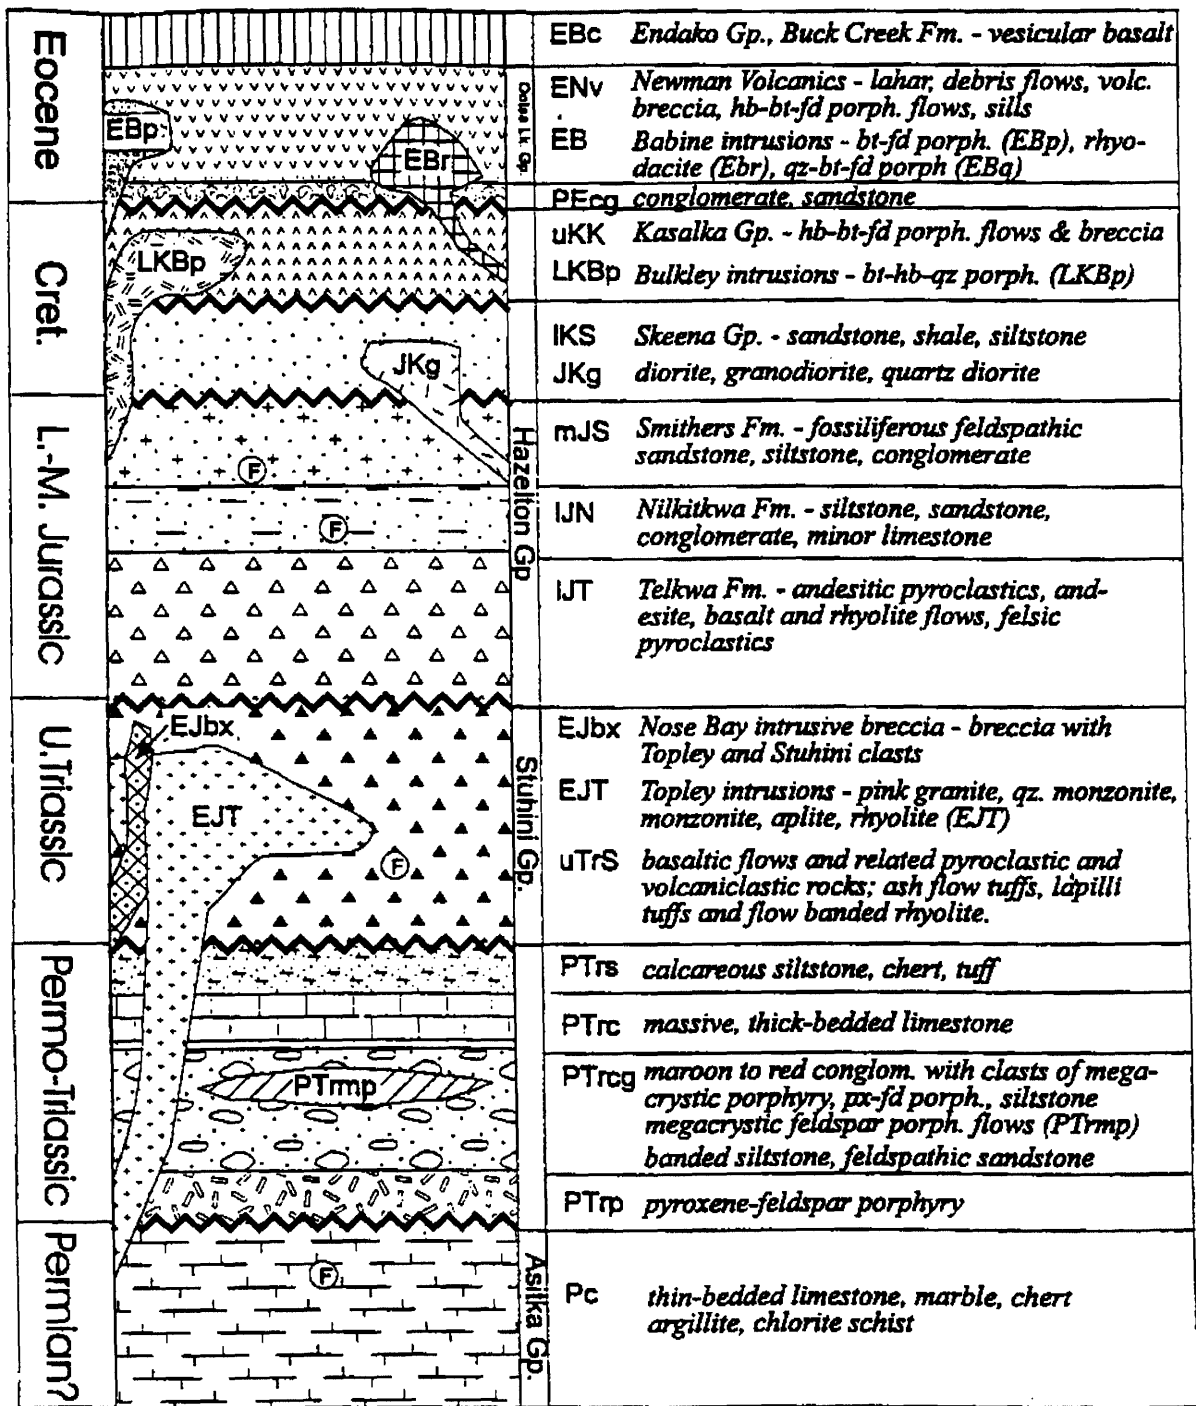 Eocene
Cret.
L.-M. Jurassic
U.Triassic
Permo-Triassic
Permian?
EBp
EBr
LKBp
JKg
F
F
EJbx
EJT
F
PTrmp
F
Gp.
Hazelton Gp
Stuhini Gp.
Asitka Gp.
EBc Endako Gp., Buck Creek Fm. - vesicular basalt
ENv Newman Volcanics - lahar, debris flows, volc.
breccia, hb-bt-fd porph. flows, sills
EB Babine intrusions - bt-fd porph. (EBp), rhyo-
dacite (Ebr), qz-bt-fd porph (EBq)
PEcg conglomerate, sandstone
uKK Kasalka Gp. - hb-bt-fd porph. flows & breccia
LKBp Bulkley intrusions - bt-hb-qz porph. (LKBp)
lKS Skeena Gp. - sandstone, shale, siltstone
JKg diorite, granodiorite, quartz diorite
mJS Smithers Fm. - fossiliferous feldspathic
sandstone, siltstone, conglomerate
lJN Nilkitkwa Fm. - siltstone, sandstone,
conglomerate, minor limestone
lJT Telkwa Fm. - andesitic pyroclastics, and-
esite, basalt and rhyolite flows, felsic
pyroclastics
EJbx Nose Bay intrusive breccia - breccia with
Topley and Stuhini clasts
EJT Topley intrusions - pink granite, qz. monzonite,
monzonite, aplite, rhyolite (EJT)
uTrS basaltic flows and related pyroclastic and
volcaniclastic rocks; ash flow tuffs, lapilli
tuffs and flow banded rhyolite.
PTrs calcareous siltstone, chert, tuff
PTrc massive, thick-bedded limestone
PTrcg maroon to red conglom. with clasts of mega-
crystic porphyry, px-fd porph., siltstone
megacrystic feldspar porph. flows (PTrmp)
banded siltstone, feldspathic sandstone
PTrp pyroxene-feldspar porphyry
Pc thin-bedded limestone, marble, chert
argillite, chlorite schist